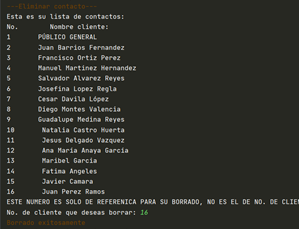 ---Eliminar contacto---
Esta es su lista de contactos:
No. Nombre cliente:
1 PÚBLICO GENERAL
2 Juan Barrios Fernandez
3 Francisco Ortiz Perez
4 Manuel Martinez Hernandez
5 Salvador Alvarez Reyes
6 Josefina Lopez Regla
7 Cesar Davila López
8 Diego Montes Valencia
9 Guadalupe Medina Reyes
10 Natalia Castro Huerta
11 Jesus Delgado Vazquez
12 Ana Maria Anaya Garcia
13 Maribel Garcia
14 Fatima Angeles
15 Javier Camara
16 Juan Perez Ramos
ESTE NUMERO ES SOLO DE REFERENICA PARA SU BORRADO, NO ES EL DE NO. DE CLIEN
No. de cliente que deseas borrar: 16
Borrado exitosamente